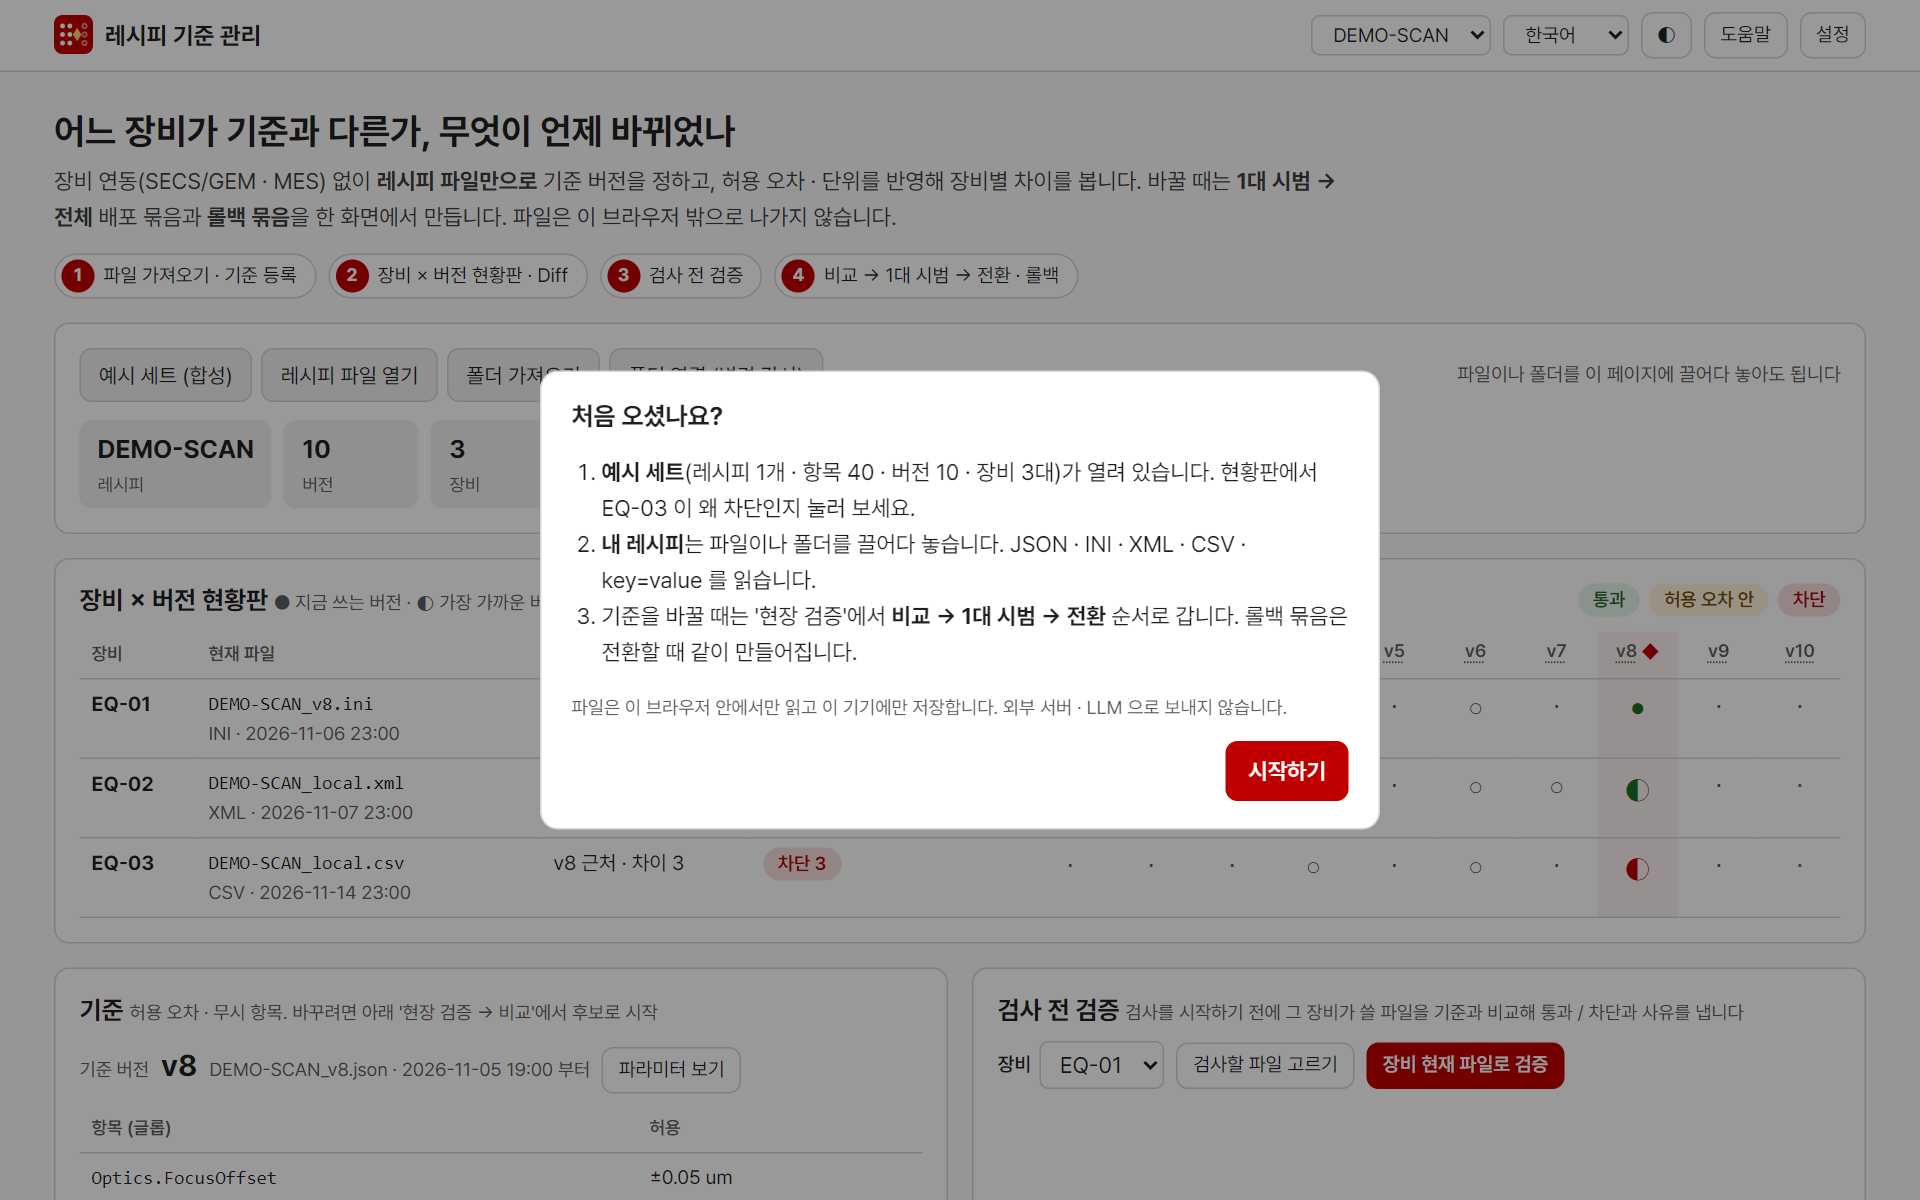 레시피 기준 관리
DEMO-SCAN
한국어
도움말
설정
어느 장비가 기준과 다른가, 무엇이 언제 바뀌었나
장비 연동(SECS/GEM · MES) 없이 레시피 파일만으로 기준 버전을 정하고, 허용 오차 · 단위를 반영해 장비별 차이를 봅니다. 바꿀 때는 1대 시범 →
전체 배포 묶음과 롤백 묶음을 한 화면에서 만듭니다. 파일은 이 브라우저 밖으로 나가지 않습니다.
1 파일 가져오기 · 기준 등록
2 장비 × 버전 현황판 · Diff
3 검사 전 검증
4 비교 → 1대 시범 → 전환 · 롤백
예시 세트 (합성)
레시피 파일 열기
폴더
파일이나 폴더를 이 페이지에 끌어다 놓아도 됩니다
DEMO-SCAN
레시피
10
버전
3
장비
처음 오셨나요?
1. 예시 세트(레시피 1개 · 항목 40 · 버전 10 · 장비 3대)가 열려 있습니다. 현황판에서
EQ-03 이 왜 차단인지 눌러 보세요.
2. 내 레시피는 파일이나 폴더를 끌어다 놓습니다. JSON · INI · XML · CSV ·
key=value 를 읽습니다.
3. 기준을 바꿀 때는 '현장 검증'에서 비교 → 1대 시범 → 전환 순서로 갑니다. 롤백 묶음은
전환할 때 같이 만들어집니다.
파일은 이 브라우저 안에서만 읽고 이 기기에만 저장합니다. 외부 서버 · LLM 으로 보내지 않습니다.
시작하기
장비 × 버전 현황판 ● 지금 쓰는 버전 · ◐ 가장 가까운
통과
허용 오차 안
차단
장비 현재 파일 v5 v6 v7 v8 ◆ v9 v10
EQ-01 DEMO-SCAN_v8.ini
INI · 2026-11-06 23:00
EQ-02 DEMO-SCAN_local.xml
XML · 2026-11-07 23:00
EQ-03 DEMO-SCAN_local.csv v8 근처 · 차이 3 차단 3
CSV · 2026-11-14 23:00
기준 허용 오차 · 무시 항목. 바꾸려면 아래 '현장 검증 → 비교'에서 후보로 시작
기준 버전 v8 DEMO-SCAN_v8.json · 2026-11-05 19:00 부터 파라미터 보기
항목 (글롭) 허용
Optics.FocusOffset ±0.05 um
검사 전 검증 검사를 시작하기 전에 그 장비가 쓸 파일을 기준과 비교해 통과 / 차단과 사유를 냅니다
장비 EQ-01 검사할 파일 고르기 장비 현재 파일로 검증